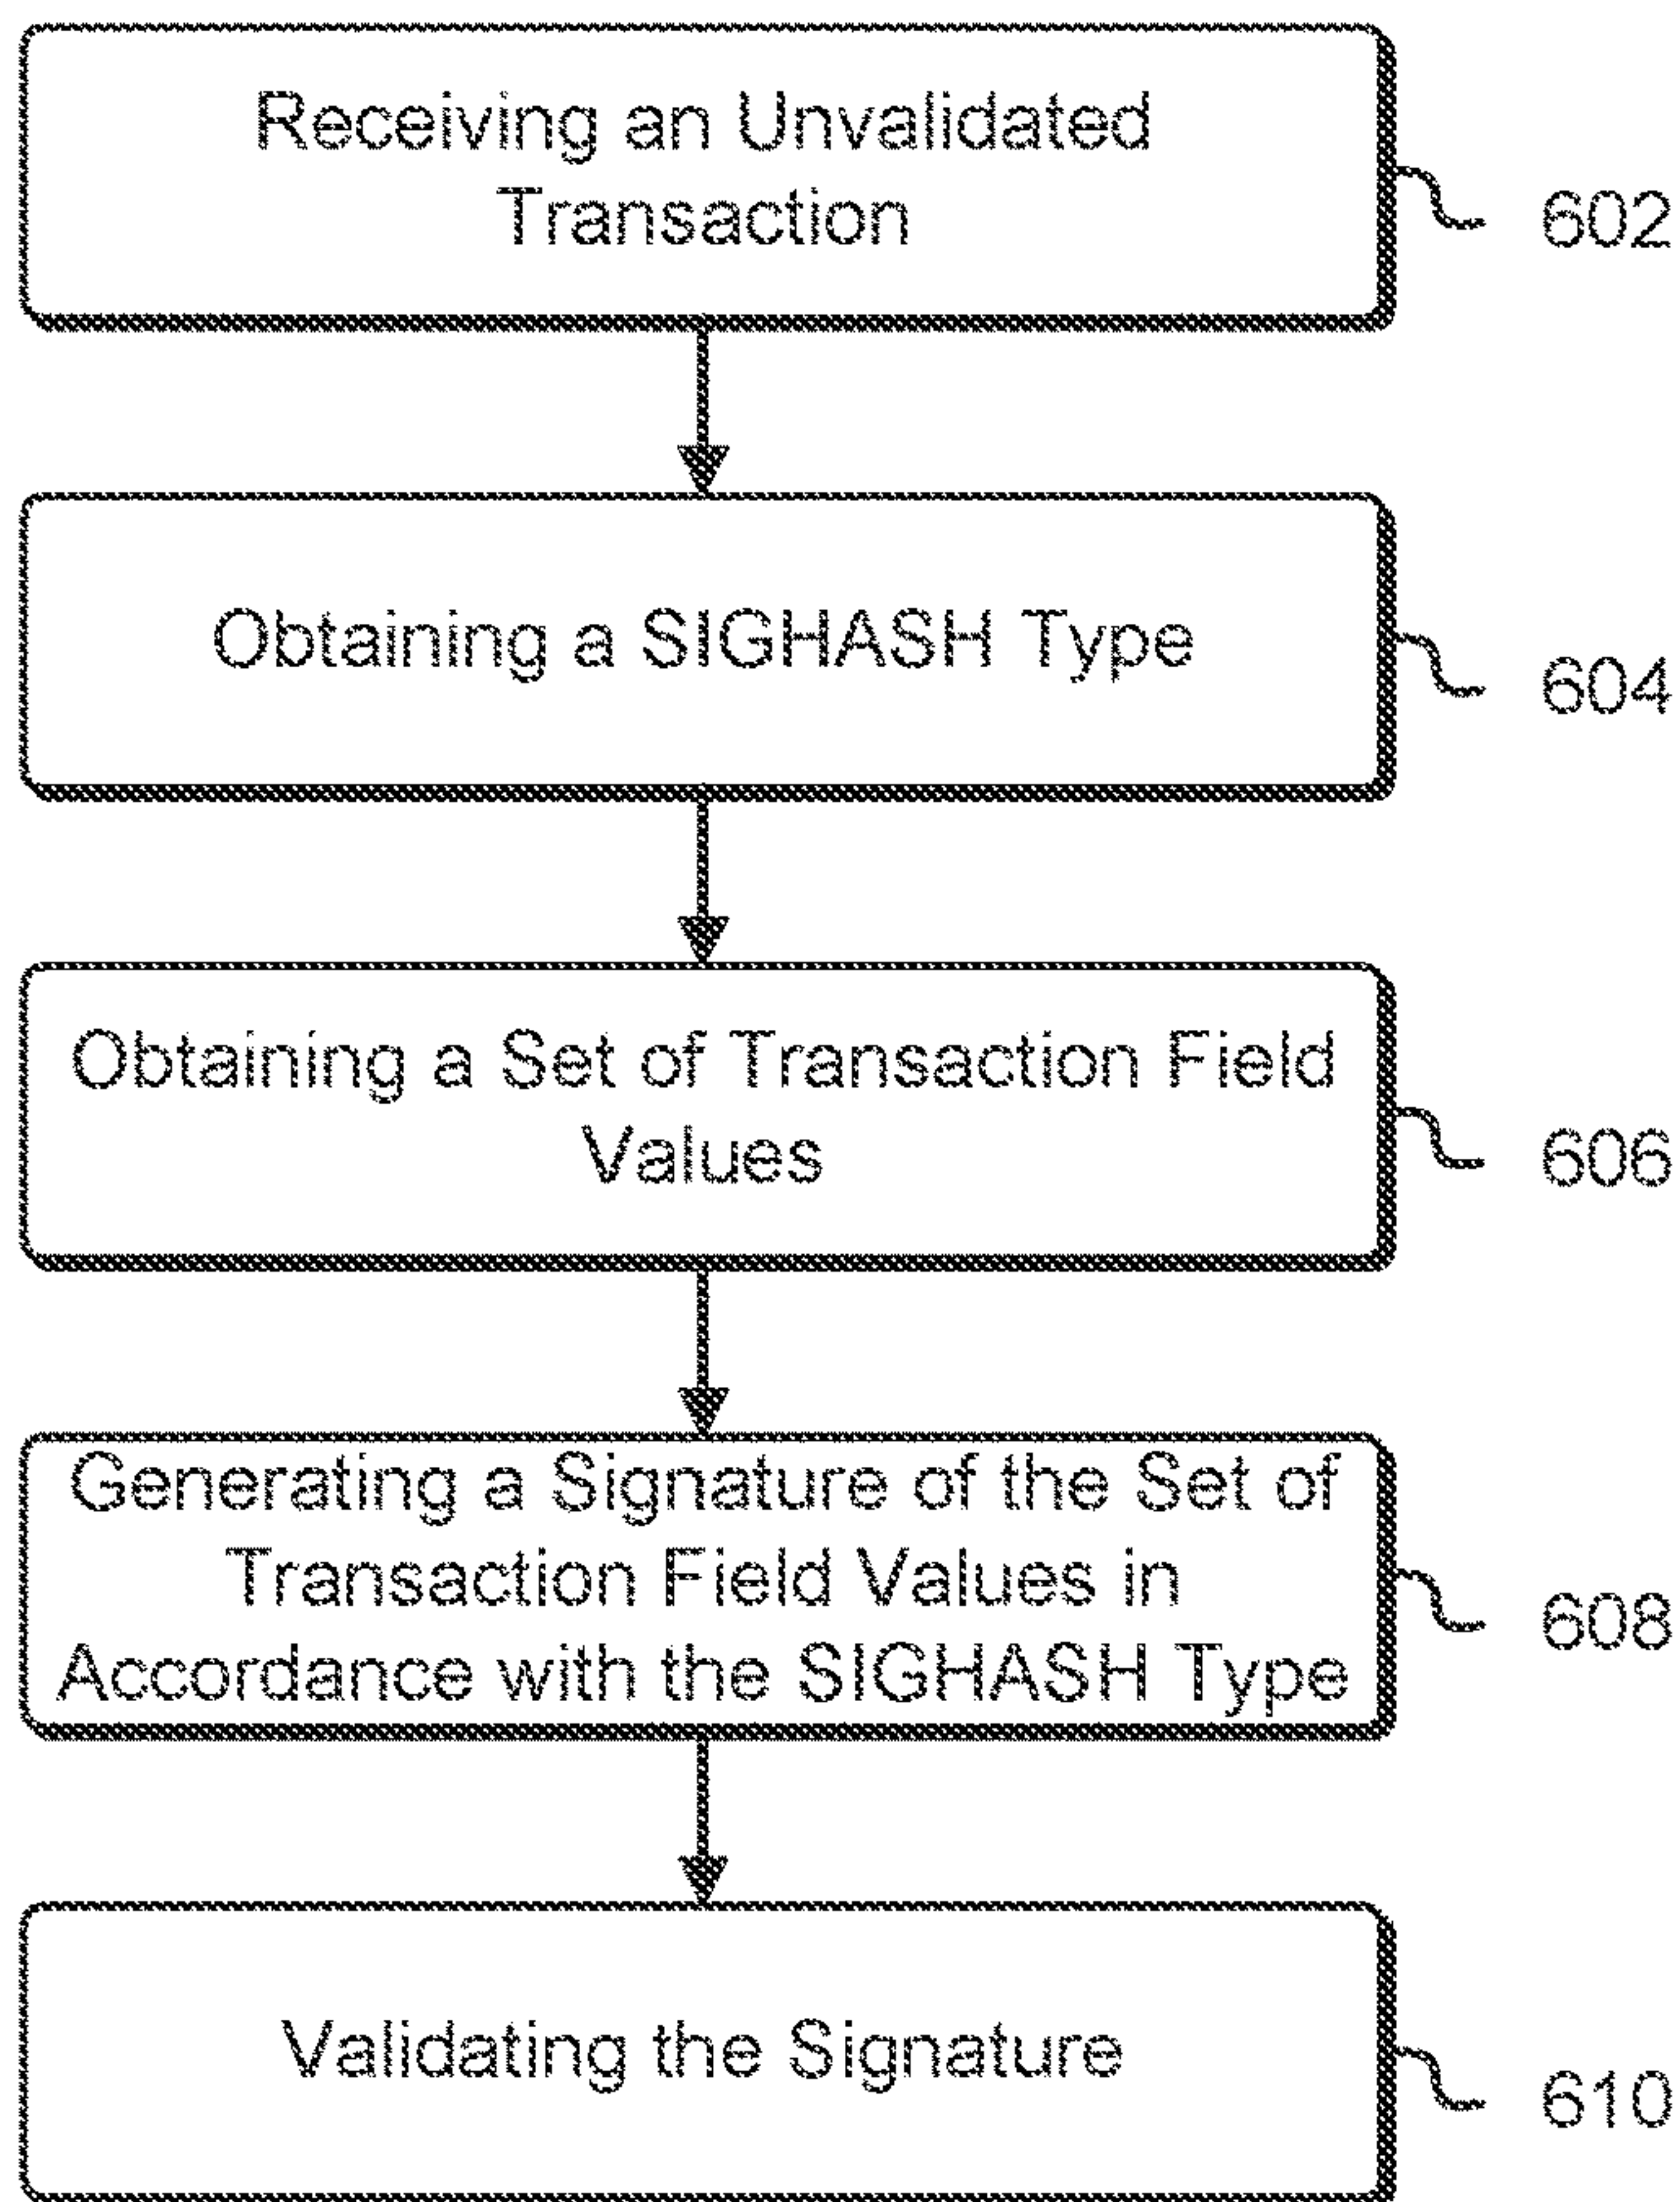 Receiving an Unvalidated
Transaction
602
Obtaining a SIGHASH Type
604
Obtaining a Set of Transaction Field
Values
606
Generating a Signature of the Set of
Transaction Field Values in
Accordance with the SIGHASH Type
608
Validating the Signature
610